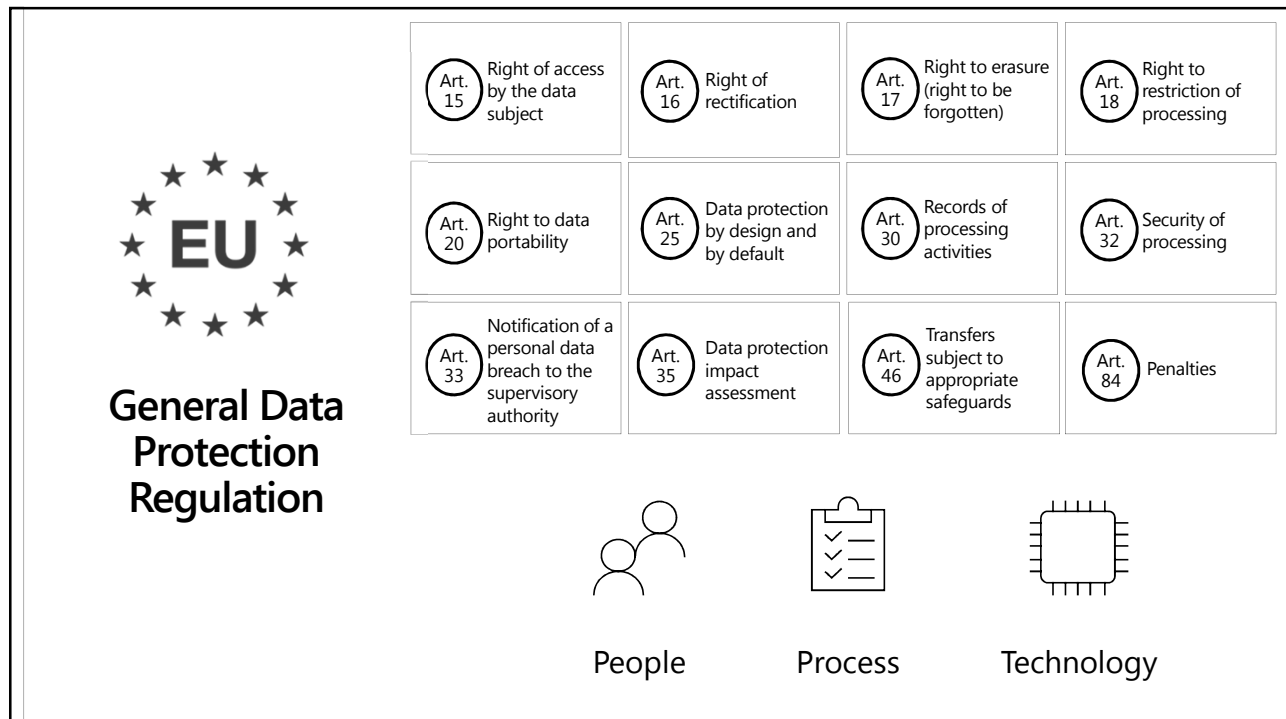 EU
General Data
Protection
Regulation
Art.
15
Right of access
by the data
subject
Art.
16
Right of
rectification
Art.
17
Right to erasure
(right to be
forgotten)
Art.
18
Right to
restriction of
processing
Art.
20
Right to data
portability
Art.
25
Data protection
by design and
by default
Art.
30
Records of
processing
activities
Art.
32
Security of
processing
Art.
33
Notification of a
personal data
breach to the
supervisory
authority
Art.
35
Data protection
impact
assessment
Art.
46
Transfers
subject to
appropriate
safeguards
Art.
84
Penalties
People
Process
Technology